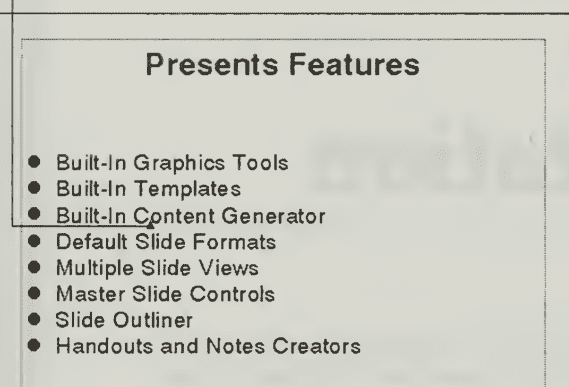 Presents Features
● Built-In Graphics Tools
● Built-In Templates
● Built-In Content Generator
● Default Slide Formats
● Multiple Slide Views
● Master Slide Controls
● Slide Outliner
● Handouts and Notes Creators